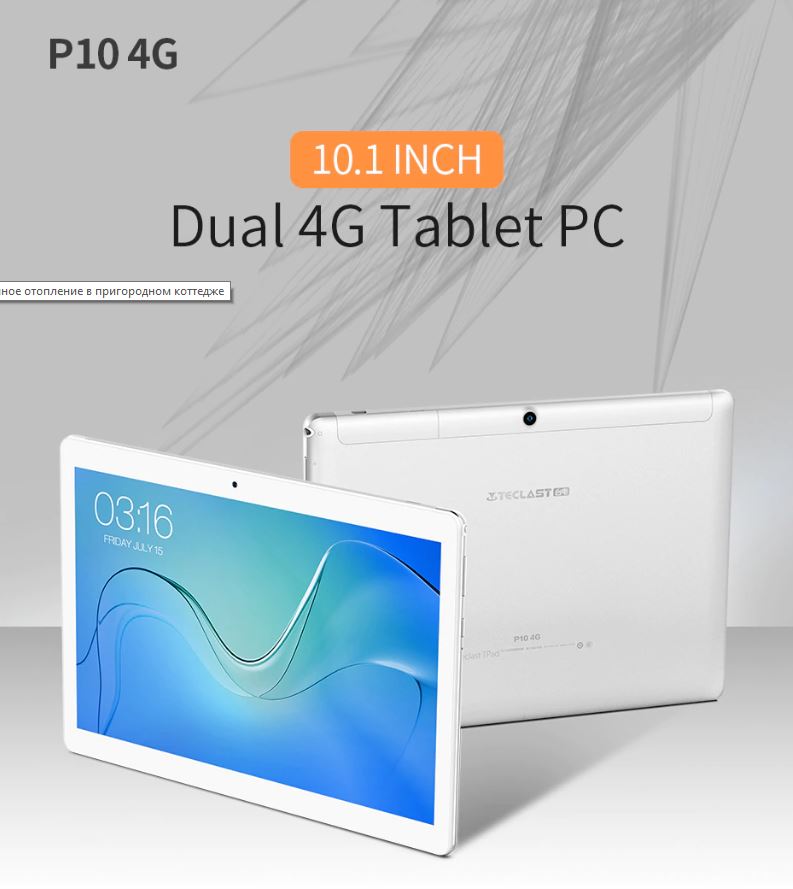 P10 4G
10.1 INCH
Dual 4G Tablet PC
ное отопление в пригородном коттедже
TECLAST
03:16
FRIDAY JULY 15
P10 4G
TPad